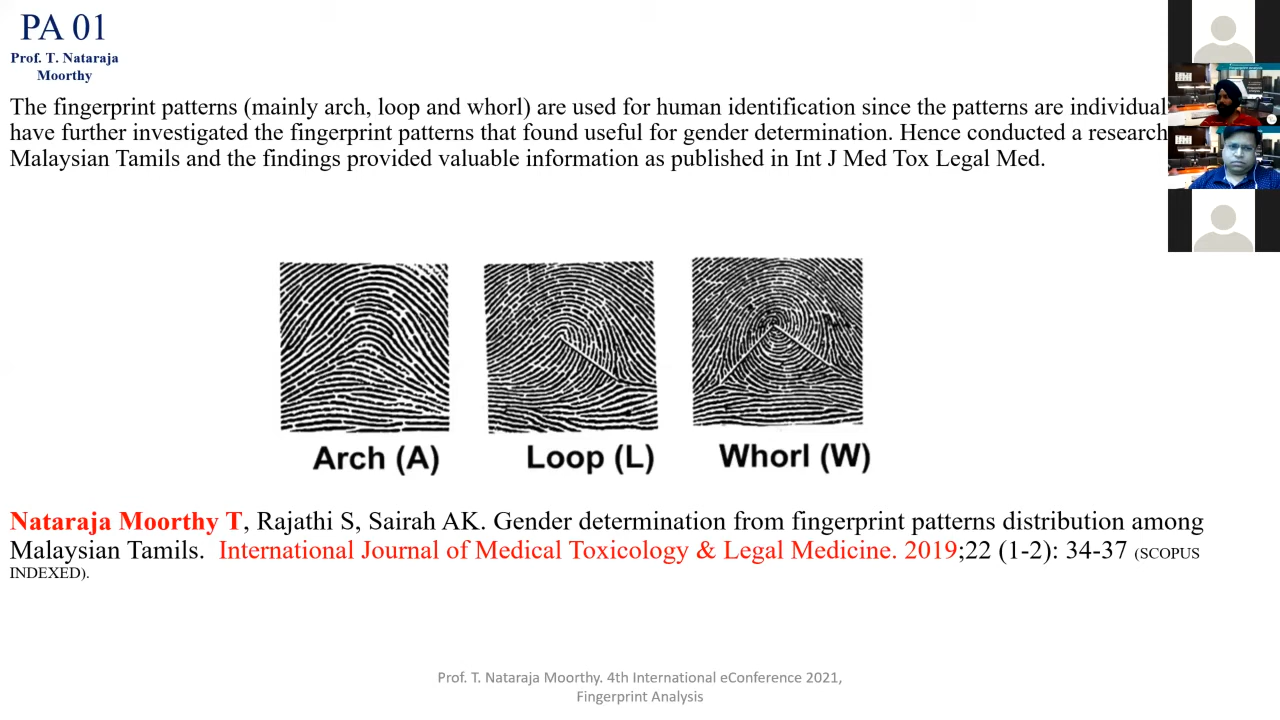 PA 01
Prof. T. Nataraja
Moorthy
The fingerprint patterns (mainly arch, loop and whorl) are used for human identification since the patterns are individual
have further investigated the fingerprint patterns that found useful for gender determination. Hence conducted a research
Malaysian Tamils and the findings provided valuable information as published in Int J Med Tox Legal Med.
Arch (A)
Loop (L)
Whorl (W)
Nataraja Moorthy T, Rajathi S, Sairah AK. Gender determination from fingerprint patterns distribution among
Malaysian Tamils. International Journal of Medical Toxicology & Legal Medicine. 2019;22 (1-2): 34-37 (SCOPUS
INDEXED).
Prof. T. Nataraja Moorthy. 4th International eConference 2021,
Fingerprint Analysis